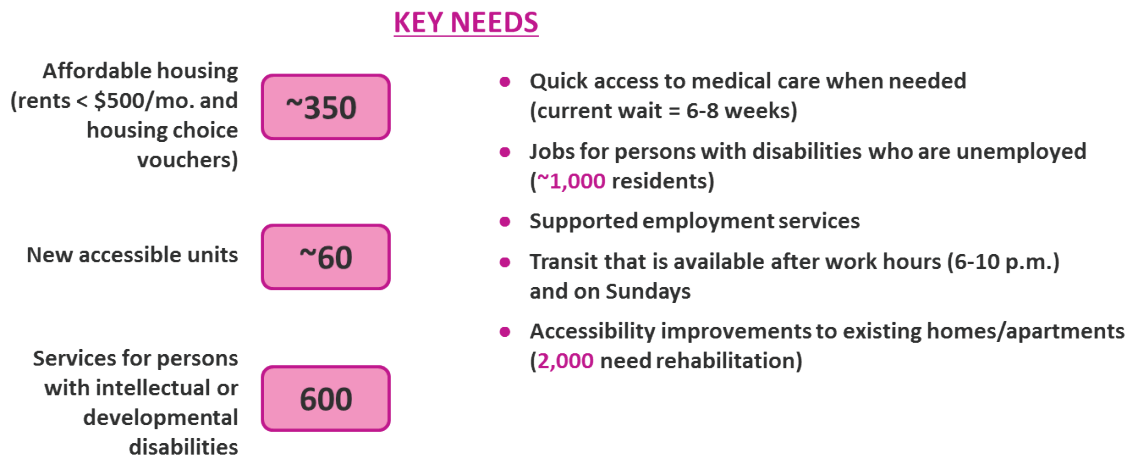 KEY NEEDS
Affordable housing
(rents < $500/mo. and
housing choice
vouchers)
~350
New accessible units
~60
Services for persons
with intellectual or
developmental
disabilities
600
Quick access to medical care when needed
(current wait = 6-8 weeks)
Jobs for persons with disabilities who are unemployed
(~1,000 residents)
Supported employment services
Transit that is available after work hours (6-10 p.m.)
and on Sundays
Accessibility improvements to existing homes/apartments
(2,000 need rehabilitation)